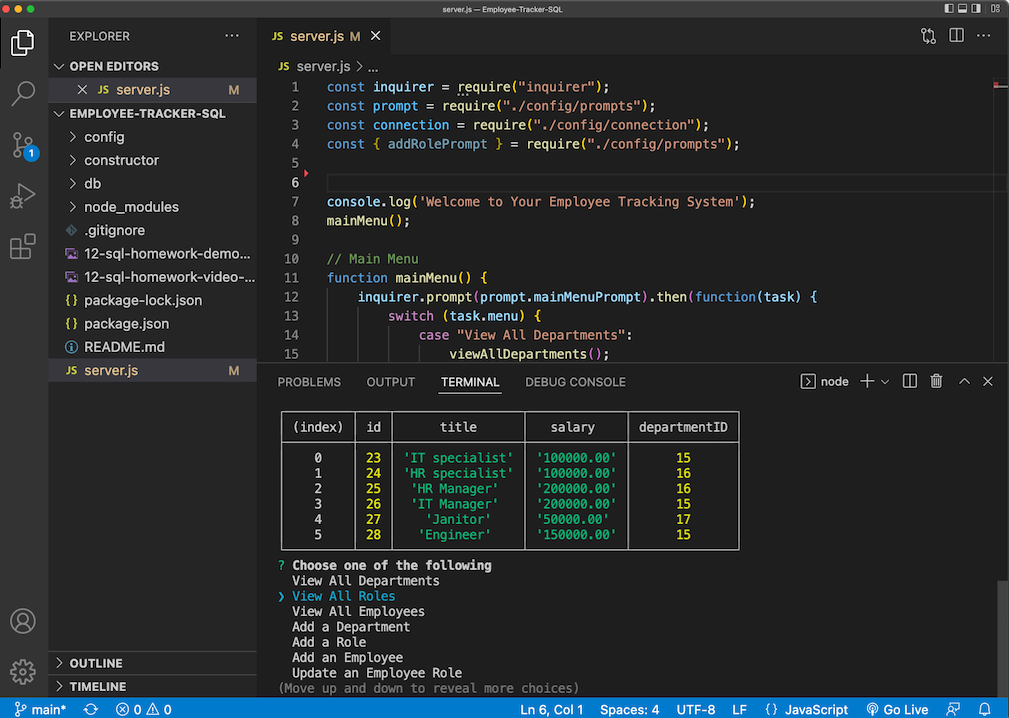 server.js — Employee-Tracker-SQL
EXPLORER
OPEN EDITORS
JS server.js M
EMPLOYEE-TRACKER-SQL
config
constructor
db
node_modules
.gitignore
12-sql-homework-demo...
12-sql-homework-video-...
{} package-lock.json
{} package.json
README.md
JS server.js M
OUTLINE
TIMELINE
1
JS server.js M
JS server.js > ...
1 const inquirer = require("inquirer");
2 const prompt = require("./config/prompts");
3 const connection = require("./config/connection");
4 const { addRolePrompt } = require("./config/prompts");
5
6
7 console.log('Welcome to Your Employee Tracking System');
8 mainMenu();
9
10 // Main Menu
11 function mainMenu() {
12 inquirer.prompt(prompt.mainMenuPrompt).then(function(task) {
13 switch (task.menu) {
14 case "View All Departments":
15 viewAllDepartments();
PROBLEMS OUTPUT TERMINAL DEBUG CONSOLE node
(index) id title salary departmentID
0 23 'IT specialist' '100000.00' 15
1 24 'HR specialist' '100000.00' 16
2 25 'HR Manager' '200000.00' 16
3 26 'IT Manager' '200000.00' 15
4 27 'Janitor' '50000.00' 17
5 28 'Engineer' '150000.00' 15
? Choose one of the following
View All Departments
❯ View All Roles
View All Employees
Add a Department
Add a Role
Add an Employee
Update an Employee Role
(Move up and down to reveal more choices)
main* 0 0 Ln 6, Col 1 Spaces: 4 UTF-8 LF {} JavaScript Go Live